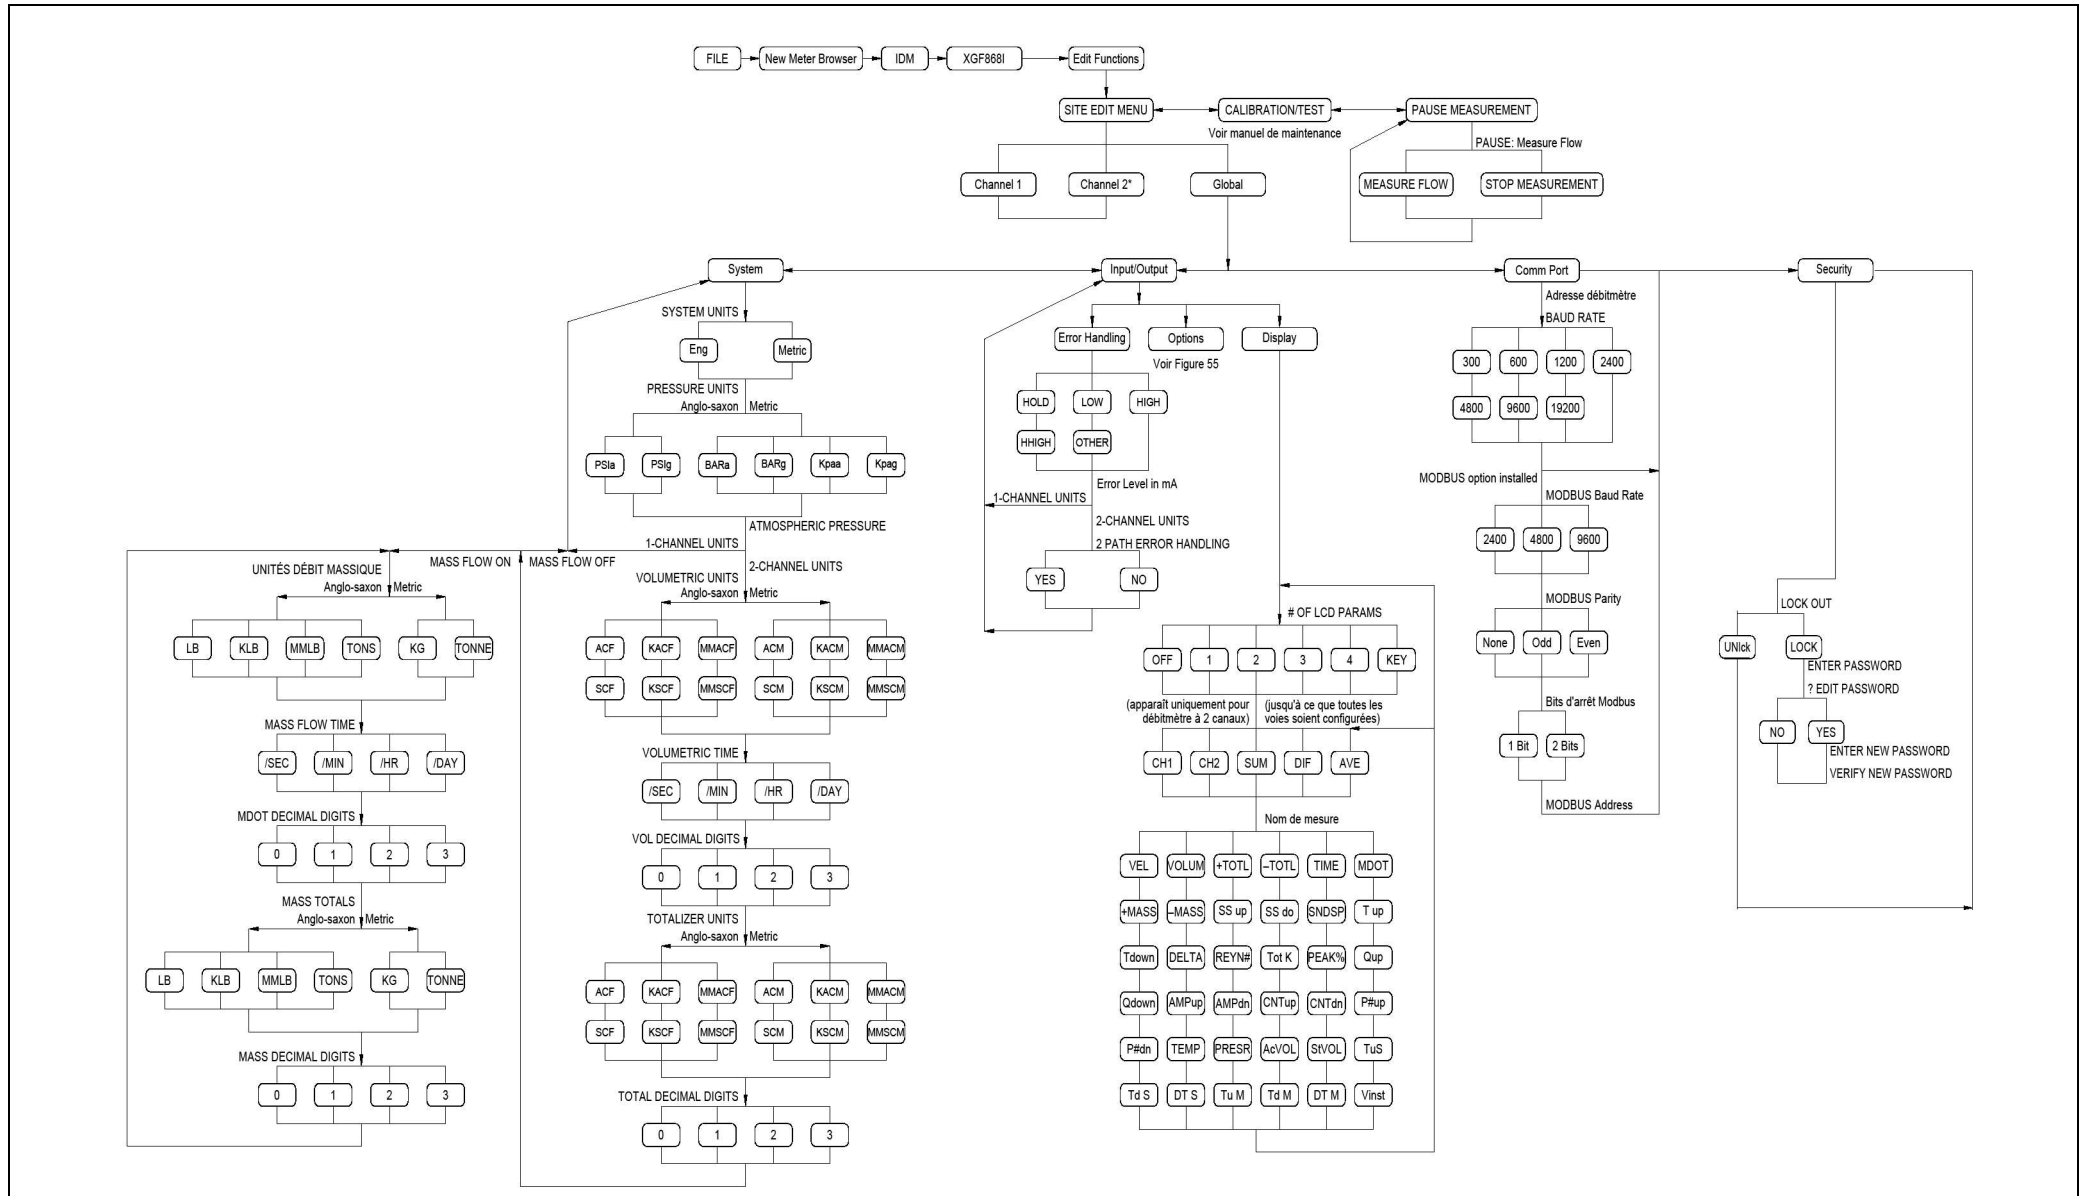 FILE
New Meter Browser
IDM
XGF868I
Edit Functions
SITE EDIT MENU
CALIBRATION/TEST
PAUSE MEASUREMENT
Voir manuel de maintenance
PAUSE: Measure Flow
Channel 1
Channel 2*
Global
MEASURE FLOW
STOP MEASUREMENT
System
Input/Output
Comm Port
Security
SYSTEM UNITS
Eng
Metric
PRESSURE UNITS
Anglo-saxon
Metric
PSIa
PSIg
BARa
BARg
Kpaa
Kpag
ATMOSPHERIC PRESSURE
1-CHANNEL UNITS
MASS FLOW ON
MASS FLOW OFF
2-CHANNEL UNITS
UNITÉS DÉBIT MASSIQUE
Anglo-saxon
Metric
LB
KLB
MMLB
TONS
KG
TONNE
MASS FLOW TIME
/SEC
/MIN
/HR
/DAY
MDOT DECIMAL DIGITS
0
1
2
3
MASS TOTALS
Anglo-saxon
Metric
LB
KLB
MMLB
TONS
KG
TONNE
MASS DECIMAL DIGITS
0
1
2
3
VOLUMETRIC UNITS
Anglo-saxon
Metric
ACF
KACF
MMACF
ACM
KACM
MMACM
SCF
KSCF
MMSCF
SCM
KSCM
MMSCM
VOLUMETRIC TIME
/SEC
/MIN
/HR
/DAY
VOL DECIMAL DIGITS
0
1
2
3
TOTALIZER UNITS
Anglo-saxon
Metric
ACF
KACF
MMACF
ACM
KACM
MMACM
SCF
KSCF
MMSCF
SCM
KSCM
MMSCM
TOTAL DECIMAL DIGITS
0
1
2
3
Error Handling
Options
Display
Voir Figure 55
HOLD
LOW
HIGH
HHIGH
OTHER
Error Level in mA
1-CHANNEL UNITS
2-CHANNEL UNITS
2 PATH ERROR HANDLING
YES
NO
# OF LCD PARAMS
OFF
1
2
3
4
KEY
(apparaît uniquement pour
débitmètre à 2 canaux)
(jusqu'à ce que toutes les
voies soient configurées)
CH1
CH2
SUM
DIF
AVE
Nom de mesure
VEL
VOLUM
+TOTL
–TOTL
TIME
MDOT
+MASS
–MASS
SS up
SS do
SNDSP
T up
Tdown
DELTA
REYN#
Tot K
PEAK%
Qup
Qdown
AMPup
AMPdn
CNTup
CNTdn
P#up
P#dn
TEMP
PRESR
AcVOL
StVOL
TuS
Td S
DT S
Tu M
Td M
DT M
Vinst
Adresse débitmètre
BAUD RATE
300
600
1200
2400
4800
9600
19200
MODBUS option installed
MODBUS Baud Rate
2400
4800
9600
MODBUS Parity
None
Odd
Even
Bits d'arrêt Modbus
1 Bit
2 Bits
MODBUS Address
LOCK OUT
UNlck
LOCK
ENTER PASSWORD
? EDIT PASSWORD
NO
YES
ENTER NEW PASSWORD
VERIFY NEW PASSWORD